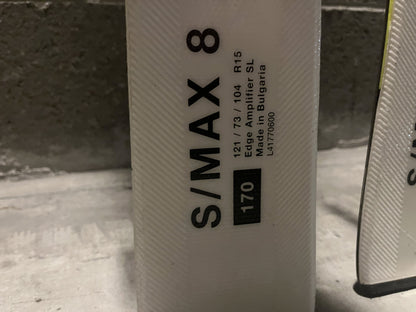 S/MAX 8
170
121 / 73 / 104 R15
Edge Amplifier SL
Made in Bulgaria
L41770600